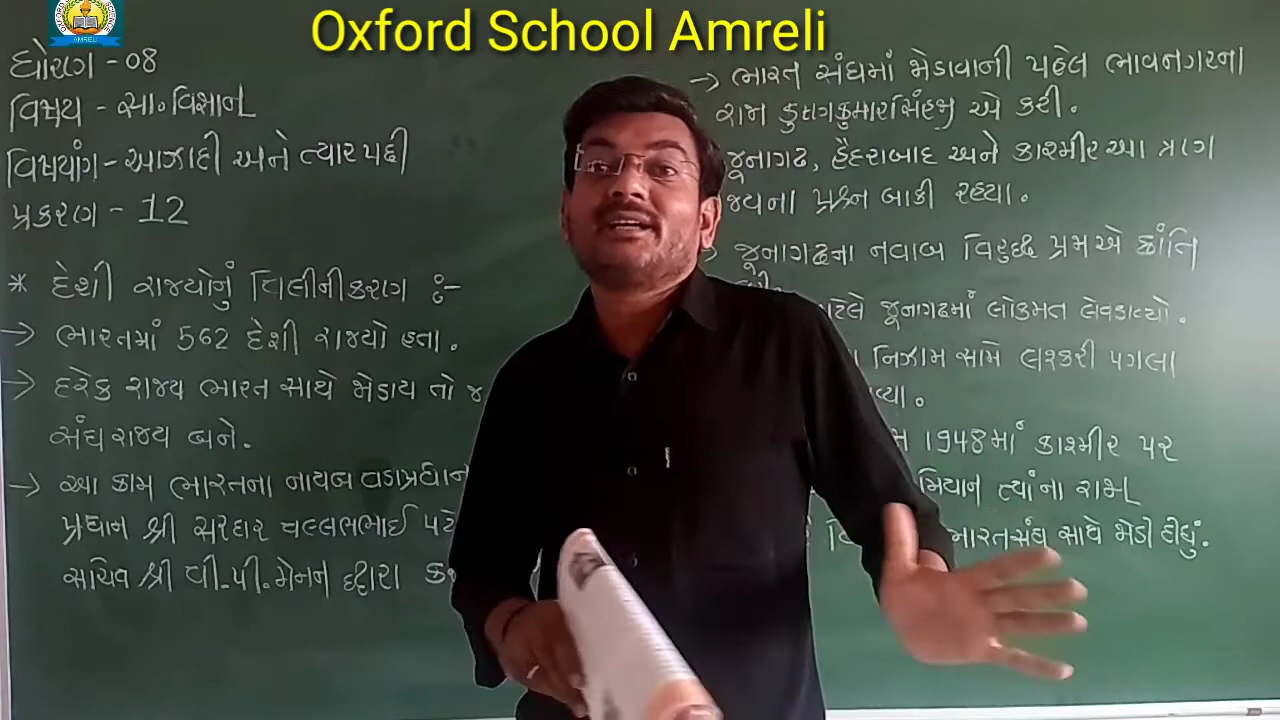 Oxford School Amreli
AMRELI
ધોરણ - 08
વિષય - સા. વિજ્ઞાન
વિષયાંગ - આઝાદી અને ત્યાર પછી
પ્રકરણ - 12
* દેશી રાજ્યોનું વિલીનીકરણ :-
→ ભારતમાં 562 દેશી રાજ્યો હતા.
→ દરેક રાજ્ય ભારત સાથે જોડાય તો જ
સંઘ રાજ્ય બને.
→ આ કામ ભારતના નાયબ વડાપ્રધાન
પ્રધાન શ્રી સરદાર વલ્લભભાઈ પટે
સચિવ શ્રી વી.પી.મેનન દ્વારા ક
→ ભારત સંઘમાં જોડાવાની પહેલ ભાવનગરના
રાજા કૃષ્ણકુમારસિંહજી એ કરી.
જૂનાગઢ, હૈદરાબાદ અને કાશ્મીર આ ત્રણ
જ્યના પ્રશ્ન બાકી રહ્યા.
જૂનાગઢના નવાબ વિરુદ્ધ પ્રજાએ ક્રાંતિ
ટેલે જૂનાગઢમાં લોકમત લેવડાવ્યો.
નિઝામ સામે લશ્કરી પગલા
વ્યા.
1948માં કાશ્મીર પર
મિયાન ત્યાંના રાજા
ભારતસંઘ સાથે જોડી દીધું.